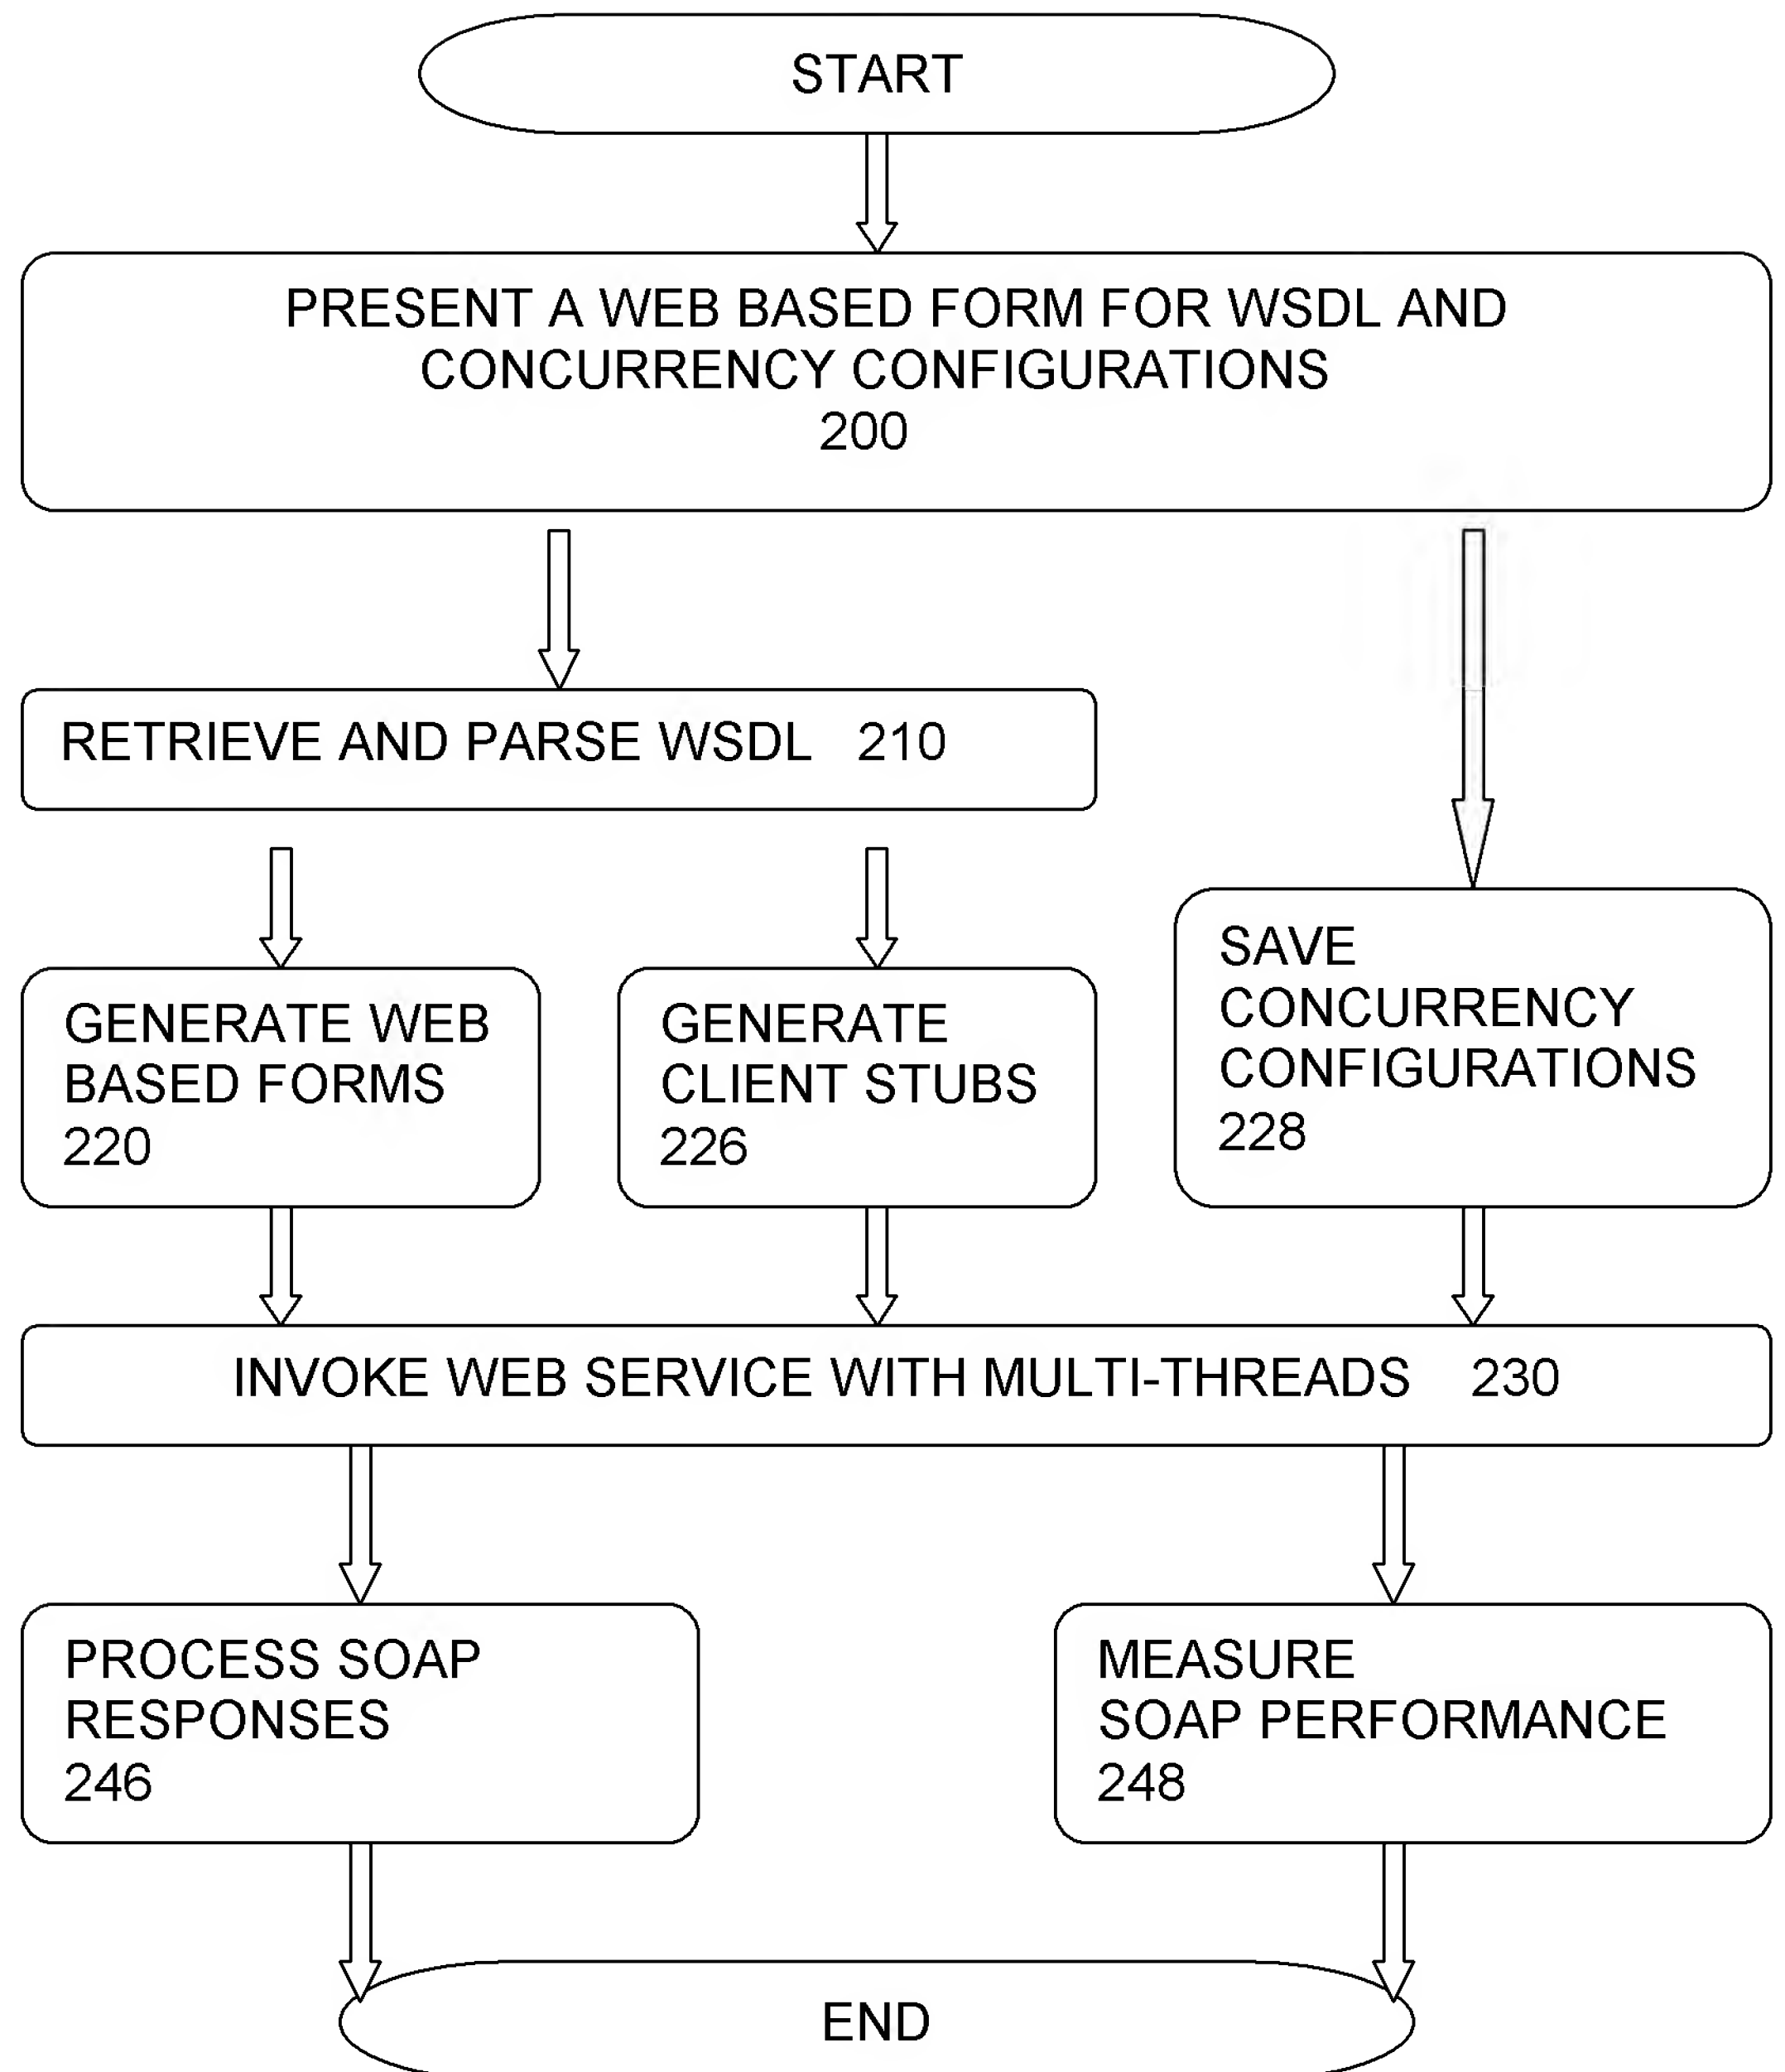 START
PRESENT A WEB BASED FORM FOR WSDL AND
CONCURRENCY CONFIGURATIONS
200
RETRIEVE AND PARSE WSDL 210
GENERATE WEB
BASED FORMS
220
GENERATE
CLIENT STUBS
226
SAVE
CONCURRENCY
CONFIGURATIONS
228
INVOKE WEB SERVICE WITH MULTI-THREADS 230
PROCESS SOAP
RESPONSES
246
MEASURE
SOAP PERFORMANCE
248
END